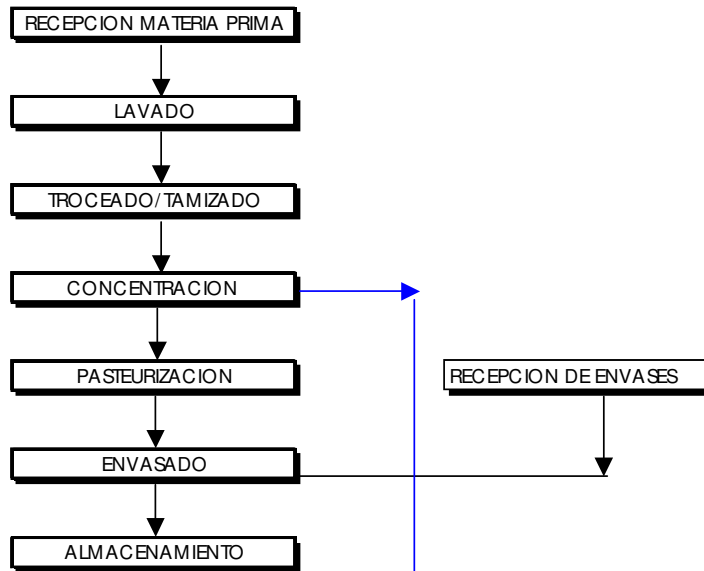 RECEPCION MATERIA PRIMA
LAVADO
TROCEADO/TAMIZADO
CONCENTRACION
PASTEURIZACION
RECEPCION DE ENVASES
ENVASADO
ALMACENAMIENTO